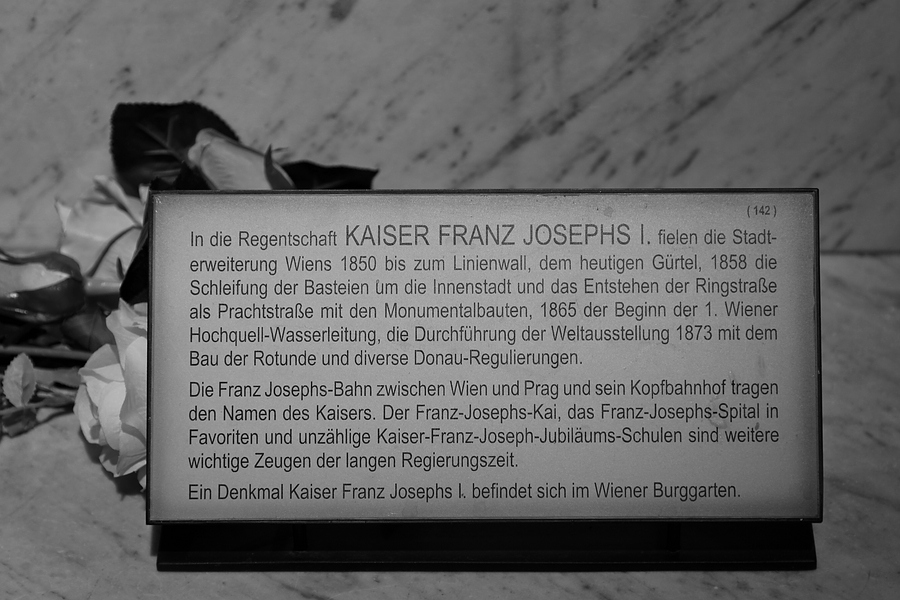 ( 142 )
In die Regentschaft KAISER FRANZ JOSEPHS I. fielen die Stadt-
erweiterung Wiens 1850 bis zum Linienwall, dem heutigen Gürtel, 1858 die
Schleifung der Basteien um die Innenstadt und das Entstehen der Ringstraße
als Prachtstraße mit den Monumentalbauten, 1865 der Beginn der 1. Wiener
Hochquell-Wasserleitung, die Durchführung der Weltausstellung 1873 mit dem
Bau der Rotunde und diverse Donau-Regulierungen.
Die Franz Josephs-Bahn zwischen Wien und Prag und sein Kopfbahnhof tragen
den Namen des Kaisers. Der Franz-Josephs-Kai, das Franz-Josephs-Spital in
Favoriten und unzählige Kaiser-Franz-Joseph-Jubiläums-Schulen sind weitere
wichtige Zeugen der langen Regierungszeit.
Ein Denkmal Kaiser Franz Josephs I. befindet sich im Wiener Burggarten.